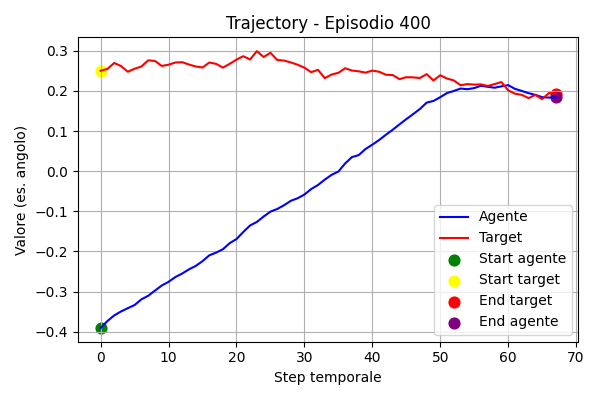 Trajectory - Episodio 400
Valore (es. angolo)
0.3
0.2
0.1
0.0
−0.1
−0.2
−0.3
−0.4
Agente
Target
Start agente
Start target
End target
End agente
0 10 20 30 40 50 60 70
Step temporale